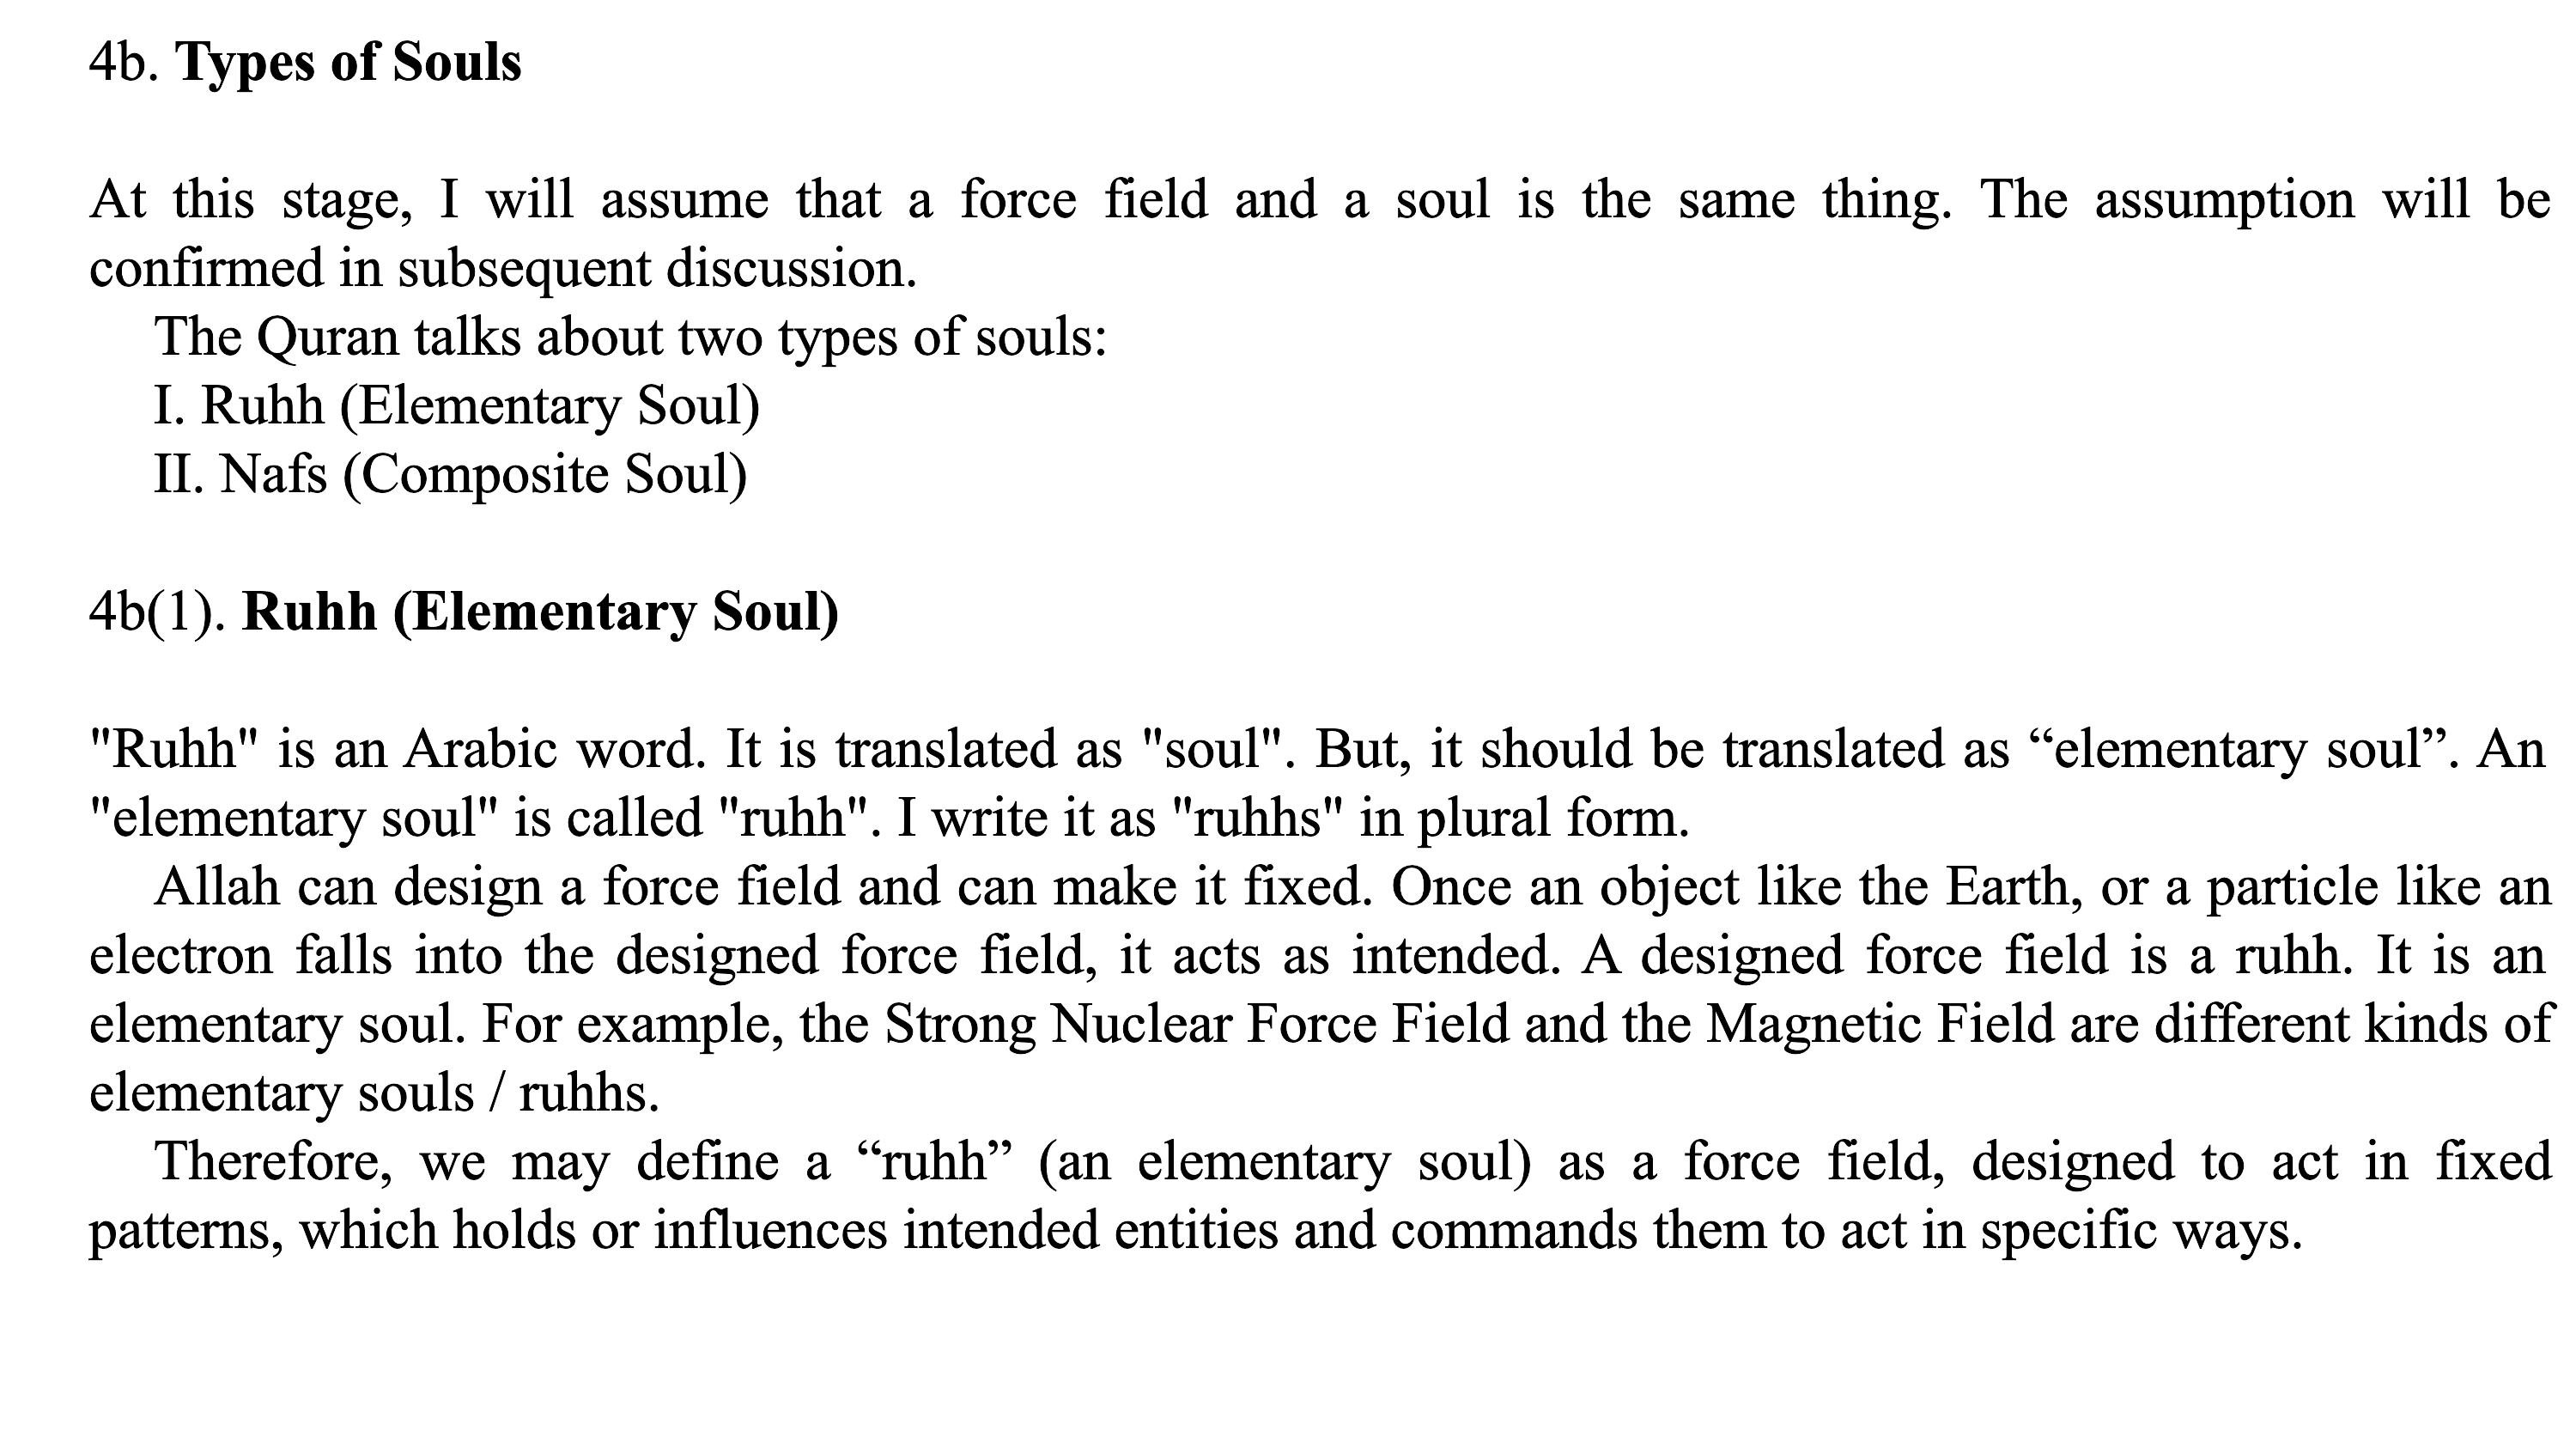 4b. Types of Souls
At this stage, I will assume that a force field and a soul is the same thing. The assumption will be
confirmed in subsequent discussion.
The Quran talks about two types of souls:
I. Ruhh (Elementary Soul)
II. Nafs (Composite Soul)
4b(1). Ruhh (Elementary Soul)
"Ruhh" is an Arabic word. It is translated as "soul". But, it should be translated as “elementary soul”. An
"elementary soul" is called "ruhh". I write it as "ruhhs" in plural form.
Allah can design a force field and can make it fixed. Once an object like the Earth, or a particle like an
electron falls into the designed force field, it acts as intended. A designed force field is a ruhh. It is an
elementary soul. For example, the Strong Nuclear Force Field and the Magnetic Field are different kinds of
elementary souls / ruhhs.
Therefore, we may define a “ruhh” (an elementary soul) as a force field, designed to act in fixed
patterns, which holds or influences intended entities and commands them to act in specific ways.